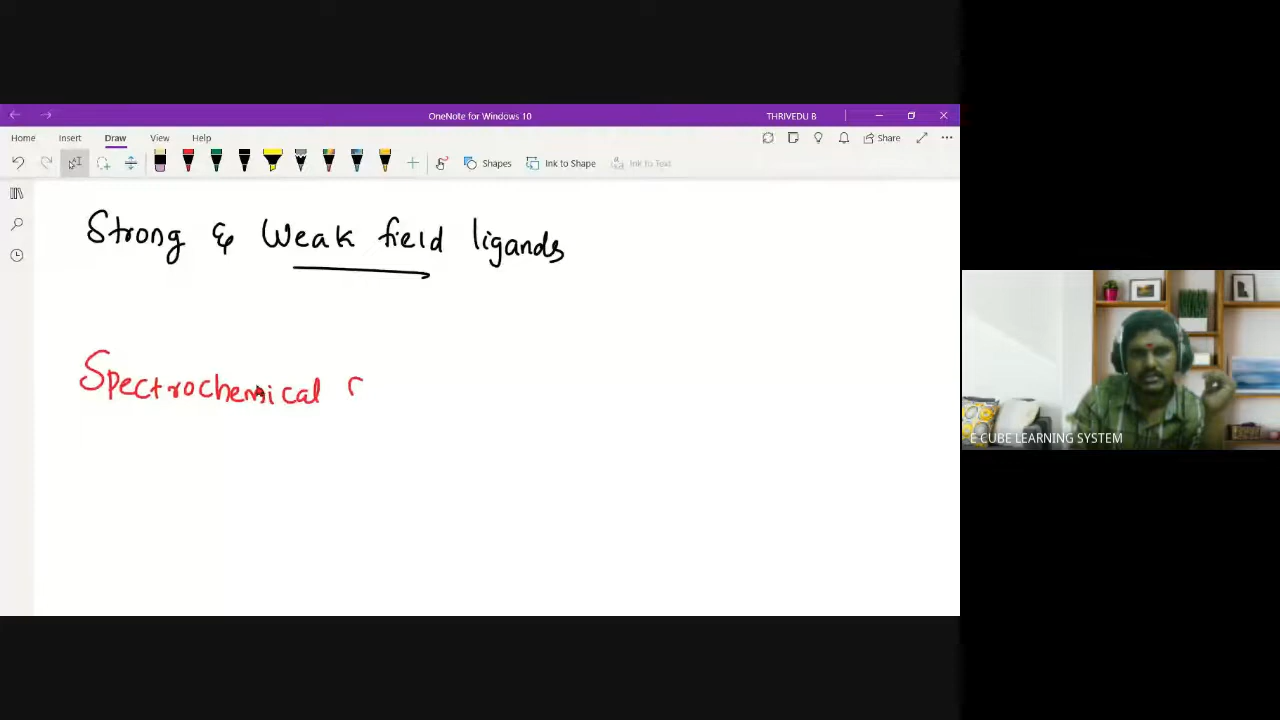 OneNote for Windows 10
THRIVEDU B
Home Insert Draw View Help
Share
Shapes Ink to Shape Ink to Text
Strong & Weak field ligands
Spectrochemical
E CUBE LEARNING SYSTEM